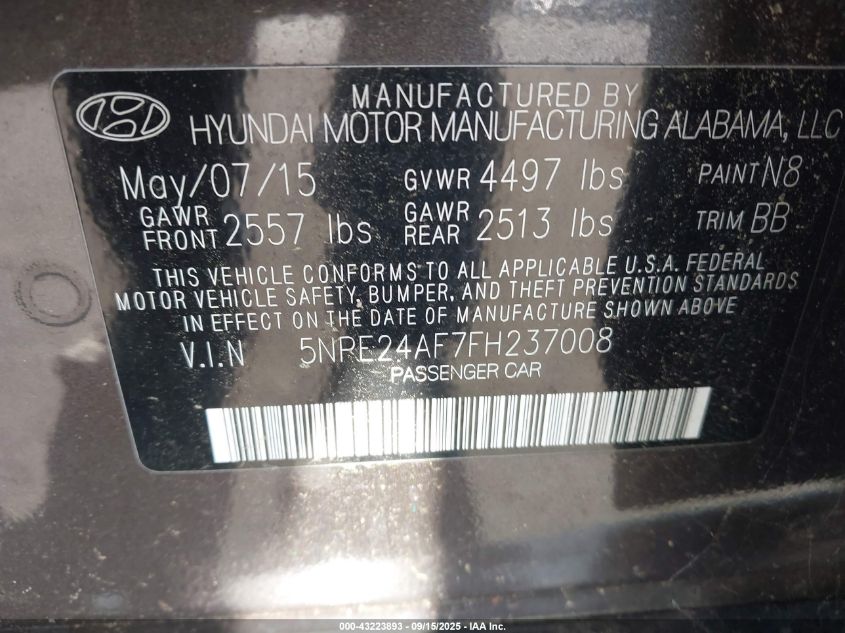 MANUFACTURED BY
HYUNDAI MOTOR MANUFACTURING ALABAMA, LLC
May/07/15 GVWR 4497 lbs PAINT N8
GAWR FRONT 2557 lbs GAWR REAR 2513 lbs TRIM BB
THIS VEHICLE CONFORMS TO ALL APPLICABLE U.S.A. FEDERAL
MOTOR VEHICLE SAFETY, BUMPER, AND THEFT PREVENTION STANDARDS
IN EFFECT ON THE DATE OF MANUFACTURE SHOWN ABOVE
V.I.N 5NPE24AF7FH237008
PASSENGER CAR
000-43223893 - 09/15/2025 - IAA Inc.